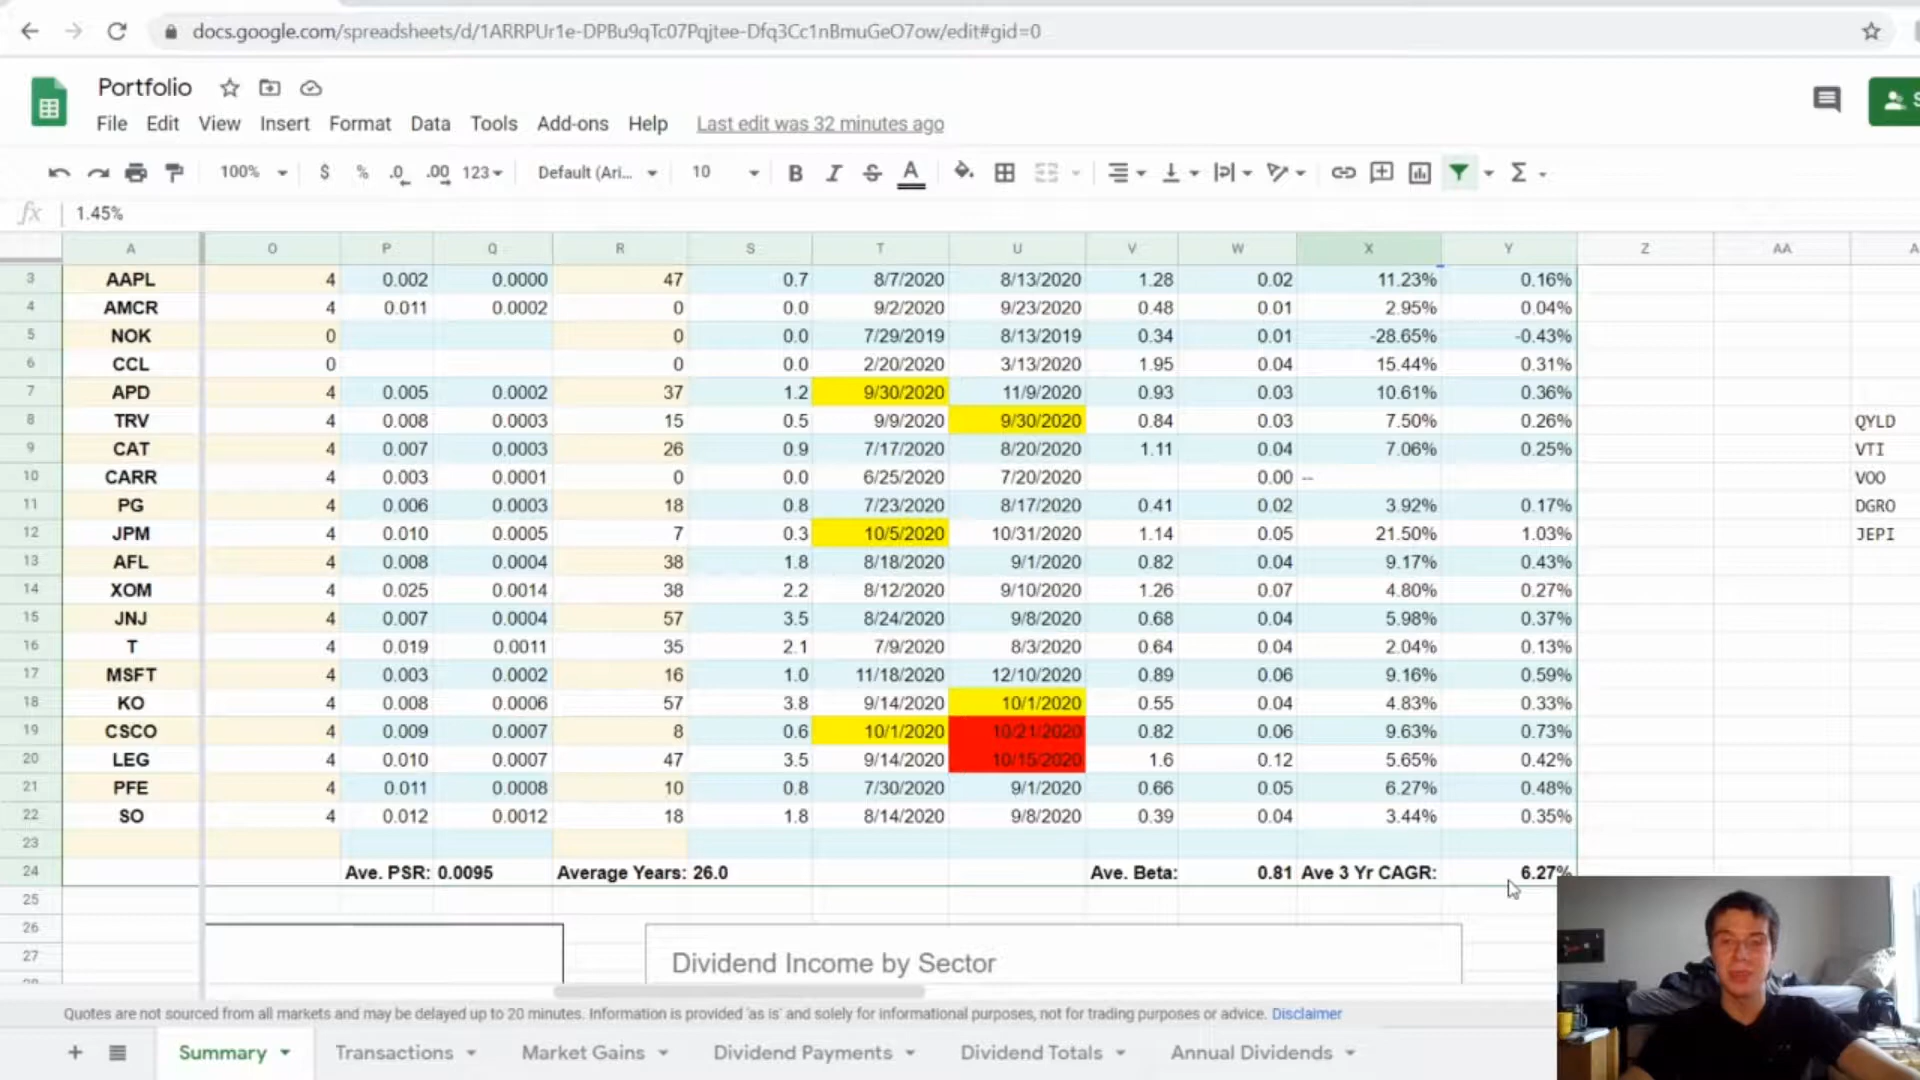 docs.google.com/spreadsheets/d/1ARRPUr1e-DPBu9qTc07Pqjtee-Dfq3Cc1nBmuGeO7ow/edit#gid=0
Portfolio
File Edit View Insert Format Data Tools Add-ons Help Last edit was 32 minutes ago
100% $ % .0 .00 123 Default (Ari... 10 B I S A Σ
fx 1.45%
A O P Q R S T U V W X Y Z AA
3 AAPL 4 0.002 0.0000 47 0.7 8/7/2020 8/13/2020 1.28 0.02 11.23% 0.16%
4 AMCR 4 0.011 0.0002 0 0.0 9/2/2020 9/23/2020 0.48 0.01 2.95% 0.04%
5 NOK 0 0 0.0 7/29/2019 8/13/2019 0.34 0.01 -28.65% -0.43%
6 CCL 0 0 0.0 2/20/2020 3/13/2020 1.95 0.04 15.44% 0.31%
7 APD 4 0.005 0.0002 37 1.2 9/30/2020 11/9/2020 0.93 0.03 10.61% 0.36%
8 TRV 4 0.008 0.0003 15 0.5 9/9/2020 9/30/2020 0.84 0.03 7.50% 0.26% QYLD
9 CAT 4 0.007 0.0003 26 0.9 7/17/2020 8/20/2020 1.11 0.04 7.06% 0.25% VTI
10 CARR 4 0.003 0.0001 0 0.0 6/25/2020 7/20/2020 0.00 -- VOO
11 PG 4 0.006 0.0003 18 0.8 7/23/2020 8/17/2020 0.41 0.02 3.92% 0.17% DGRO
12 JPM 4 0.010 0.0005 7 0.3 10/5/2020 10/31/2020 1.14 0.05 21.50% 1.03% JEPI
13 AFL 4 0.008 0.0004 38 1.8 8/18/2020 9/1/2020 0.82 0.04 9.17% 0.43%
14 XOM 4 0.025 0.0014 38 2.2 8/12/2020 9/10/2020 1.26 0.07 4.80% 0.27%
15 JNJ 4 0.007 0.0004 57 3.5 8/24/2020 9/8/2020 0.68 0.04 5.98% 0.37%
16 T 4 0.019 0.0011 35 2.1 7/9/2020 8/3/2020 0.64 0.04 2.04% 0.13%
17 MSFT 4 0.003 0.0002 16 1.0 11/18/2020 12/10/2020 0.89 0.06 9.16% 0.59%
18 KO 4 0.008 0.0006 57 3.8 9/14/2020 10/1/2020 0.55 0.04 4.83% 0.33%
19 CSCO 4 0.009 0.0007 8 0.6 10/1/2020 10/21/2020 0.82 0.06 9.63% 0.73%
20 LEG 4 0.010 0.0007 47 3.5 9/14/2020 10/15/2020 1.6 0.12 5.65% 0.42%
21 PFE 4 0.011 0.0008 10 0.8 7/30/2020 9/1/2020 0.66 0.05 6.27% 0.48%
22 SO 4 0.012 0.0012 18 1.8 8/14/2020 9/8/2020 0.39 0.04 3.44% 0.35%
23
24 Ave. PSR: 0.0095 Average Years: 26.0 Ave. Beta: 0.81 Ave 3 Yr CAGR: 6.27%
25
26
27 Dividend Income by Sector
Quotes are not sourced from all markets and may be delayed up to 20 minutes. Information is provided 'as is' and solely for informational purposes, not for trading purposes or advice. Disclaimer
+ Summary Transactions Market Gains Dividend Payments Dividend Totals Annual Dividends